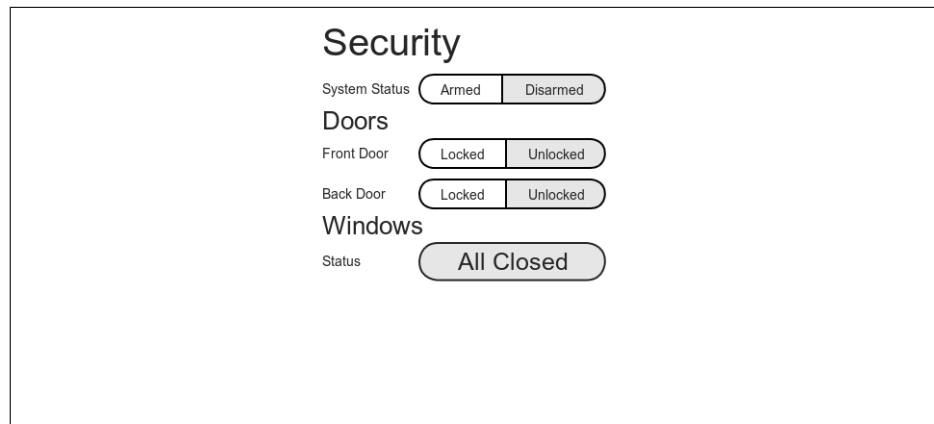 Security
System Status Armed Disarmed
Doors
Front Door Locked Unlocked
Back Door Locked Unlocked
Windows
Status All Closed